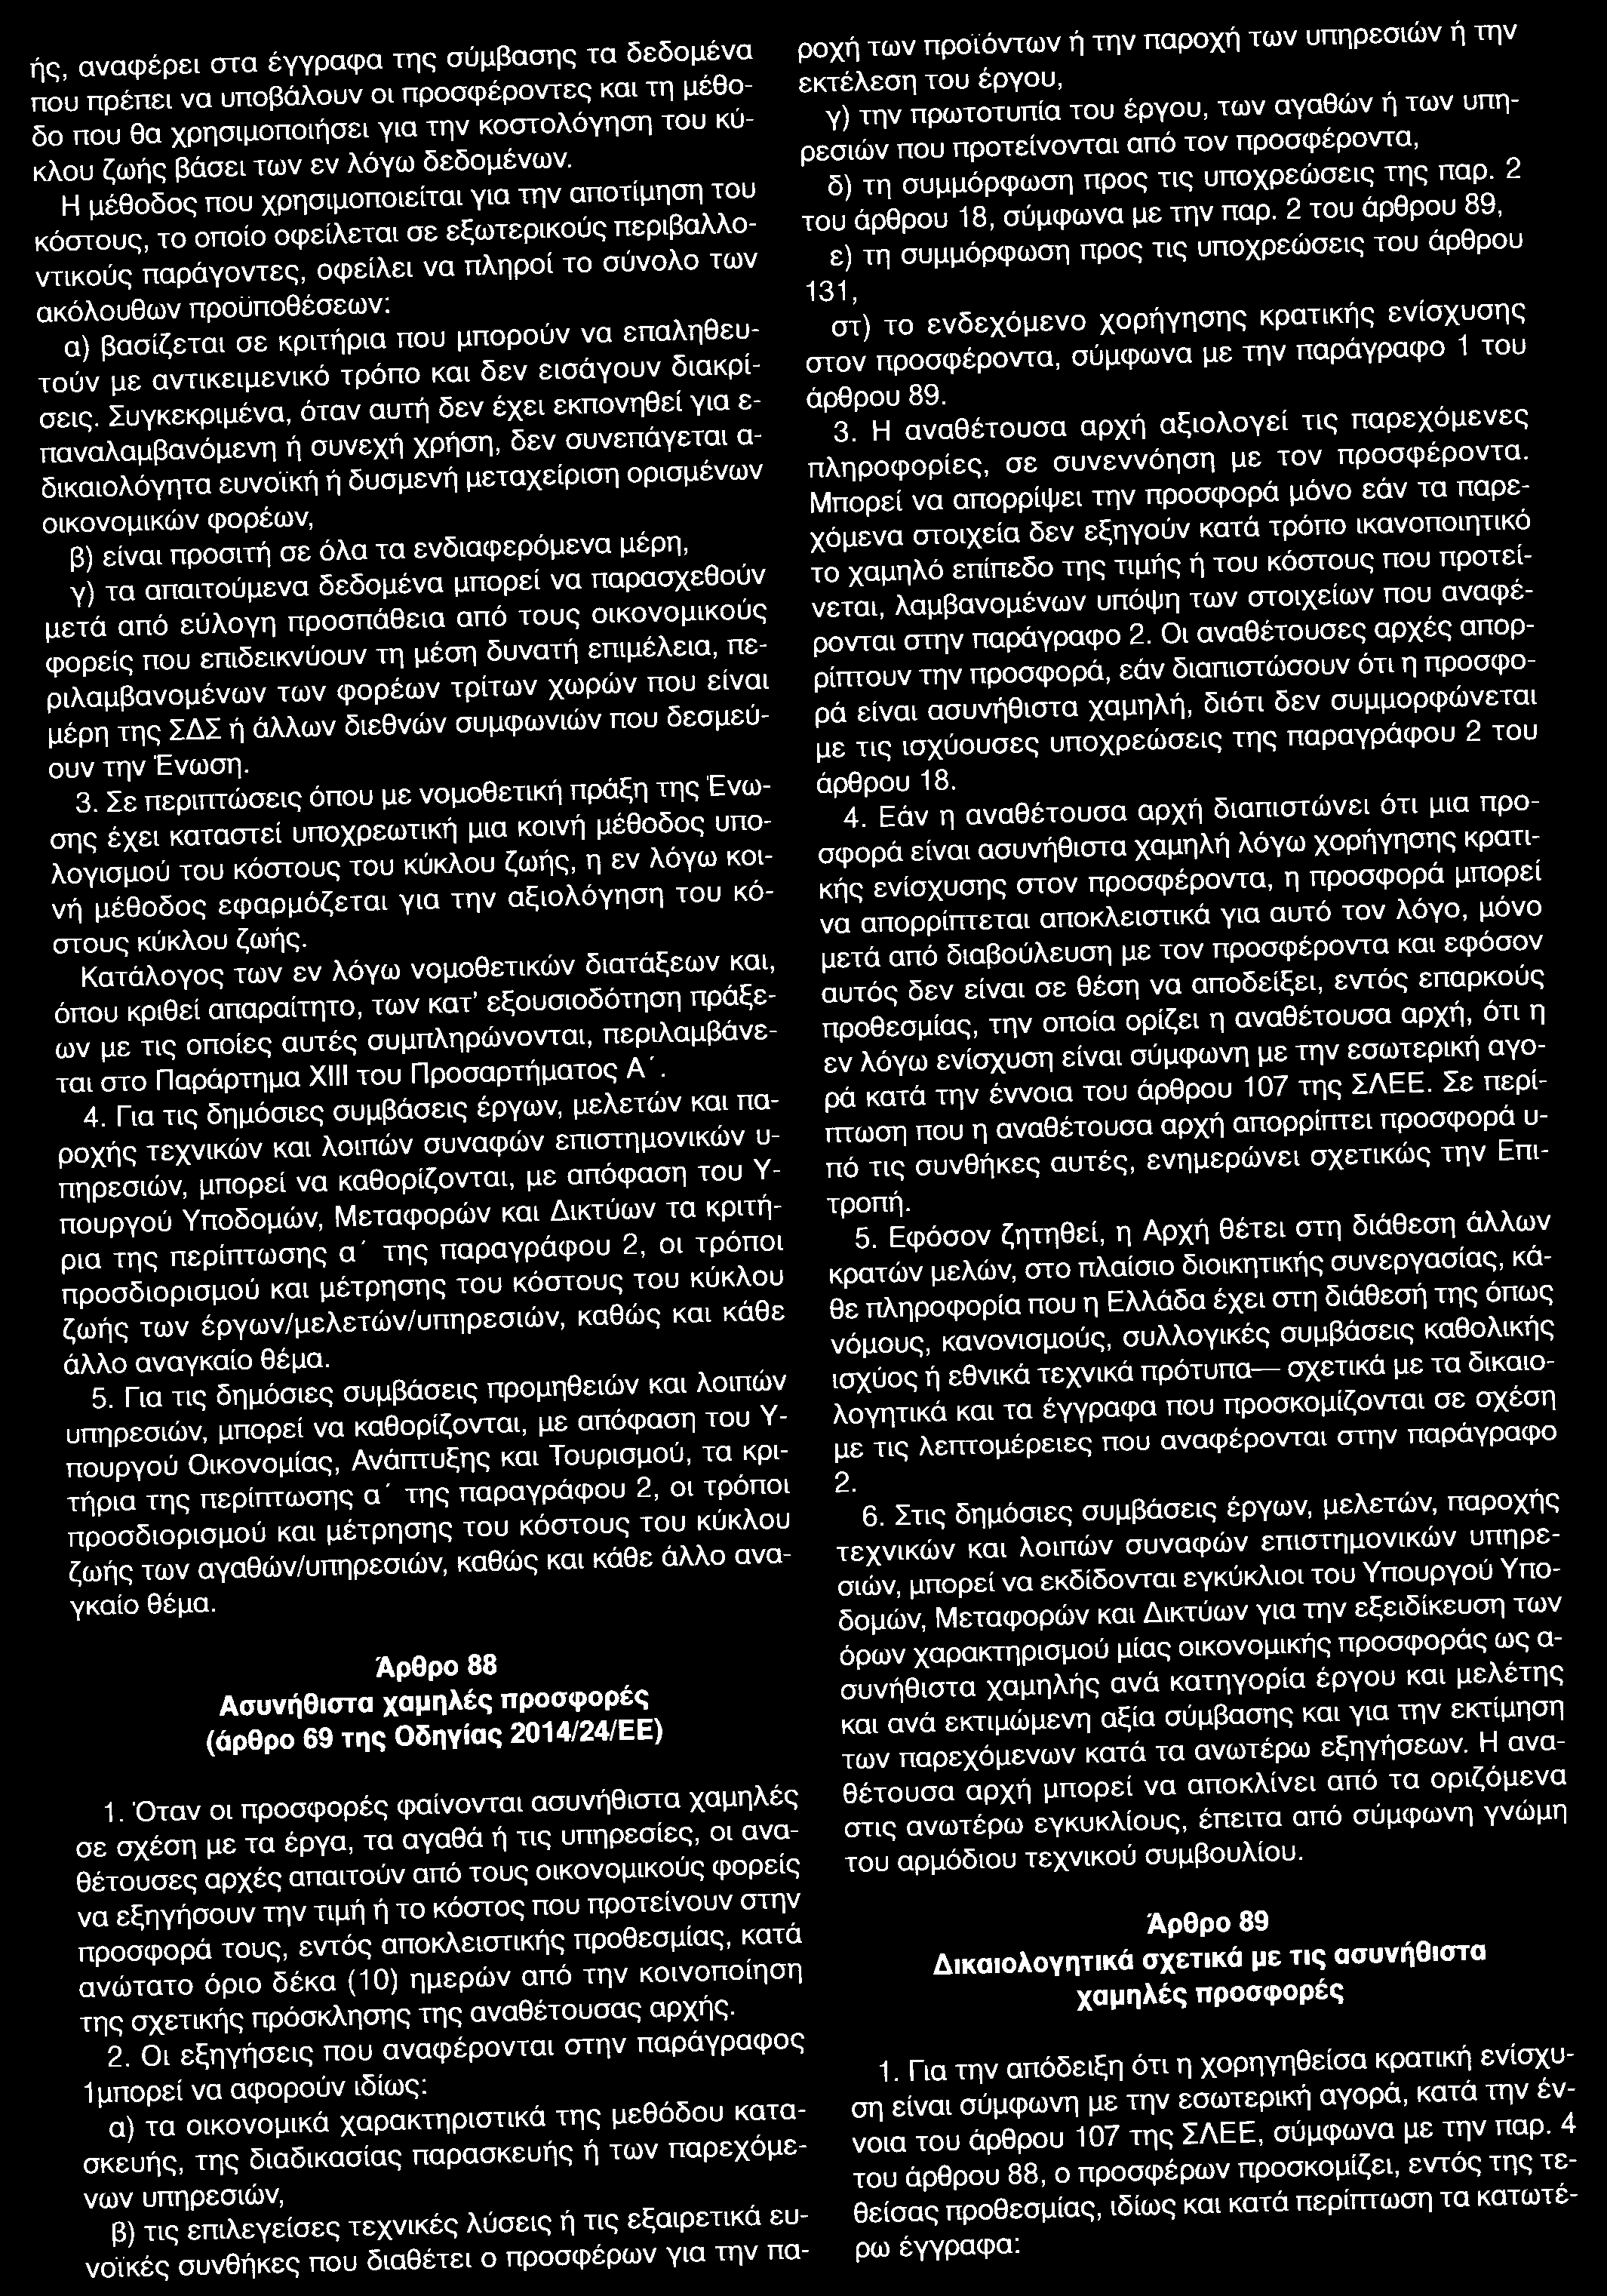 ής, αναφέρει στα έγγραφα της σύμβασης τα δεδομένα
που πρέπει να υποβάλουν οι προσφέροντες και τη μέθο-
δο που θα χρησιμοποιήσει για την κοστολόγηση του κύ-
κλου ζωής βάσει των εν λόγω δεδομένων.
Η μέθοδος που χρησιμοποιείται για την αποτίμηση του
κόστους, το οποίο οφείλεται σε εξωτερικούς περιβαλλο-
ντικούς παράγοντες, οφείλει να πληροί το σύνολο των
ακόλουθων προϋποθέσεων:
α) βασίζεται σε κριτήρια που μπορούν να επαληθευ-
τούν με αντικειμενικό τρόπο και δεν εισάγουν διακρί-
σεις. Συγκεκριμένα, όταν αυτή δεν έχει εκπονηθεί για ε-
παναλαμβανόμενη ή συνεχή χρήση, δεν συνεπάγεται α-
δικαιολόγητα ευνοϊκή ή δυσμενή μεταχείριση ορισμένων
οικονομικών φορέων,
β) είναι προσιτή σε όλα τα ενδιαφερόμενα μέρη,
γ) τα απαιτούμενα δεδομένα μπορεί να παρασχεθούν
μετά από εύλογη προσπάθεια από τους οικονομικούς
φορείς που επιδεικνύουν τη μέση δυνατή επιμέλεια, πε-
ριλαμβανομένων των φορέων τρίτων χωρών που είναι
μέρη της ΣΔΣ ή άλλων διεθνών συμφωνιών που δεσμεύ-
ουν την Ένωση.
3. Σε περιπτώσεις όπου με νομοθετική πράξη της Ένω-
σης έχει καταστεί υποχρεωτική μια κοινή μέθοδος υπο-
λογισμού του κόστους του κύκλου ζωής, η εν λόγω κοι-
νή μέθοδος εφαρμόζεται για την αξιολόγηση του κό-
στους κύκλου ζωής.
Κατάλογος των εν λόγω νομοθετικών διατάξεων και,
όπου κριθεί απαραίτητο, των κατ’ εξουσιοδότηση πράξε-
ων με τις οποίες αυτές συμπληρώνονται, περιλαμβάνε-
ται στο Παράρτημα XIII του Προσαρτήματος Α΄.
4. Για τις δημόσιες συμβάσεις έργων, μελετών και πα-
ροχής τεχνικών και λοιπών συναφών επιστημονικών υ-
πηρεσιών, μπορεί να καθορίζονται, με απόφαση του Υ-
πουργού Υποδομών, Μεταφορών και Δικτύων τα κριτή-
ρια της περίπτωσης α΄ της παραγράφου 2, οι τρόποι
προσδιορισμού και μέτρησης του κόστους του κύκλου
ζωής των έργων/μελετών/υπηρεσιών, καθώς και κάθε
άλλο αναγκαίο θέμα.
5. Για τις δημόσιες συμβάσεις προμηθειών και λοιπών
υπηρεσιών, μπορεί να καθορίζονται, με απόφαση του Υ-
πουργού Οικονομίας, Ανάπτυξης και Τουρισμού, τα κρι-
τήρια της περίπτωσης α΄ της παραγράφου 2, οι τρόποι
προσδιορισμού και μέτρησης του κόστους του κύκλου
ζωής των αγαθών/υπηρεσιών, καθώς και κάθε άλλο ανα-
γκαίο θέμα.
Άρθρο 88
Ασυνήθιστα χαμηλές προσφορές
(άρθρο 69 της Οδηγίας 2014/24/ΕΕ)
1. Όταν οι προσφορές φαίνονται ασυνήθιστα χαμηλές
σε σχέση με τα έργα, τα αγαθά ή τις υπηρεσίες, οι ανα-
θέτουσες αρχές απαιτούν από τους οικονομικούς φορείς
να εξηγήσουν την τιμή ή το κόστος που προτείνουν στην
προσφορά τους, εντός αποκλειστικής προθεσμίας, κατά
ανώτατο όριο δέκα (10) ημερών από την κοινοποίηση
της σχετικής πρόσκλησης της αναθέτουσας αρχής.
2. Οι εξηγήσεις που αναφέρονται στην παράγραφος
1μπορεί να αφορούν ιδίως:
α) τα οικονομικά χαρακτηριστικά της μεθόδου κατα-
σκευής, της διαδικασίας παρασκευής ή των παρεχόμε-
νων υπηρεσιών,
β) τις επιλεγείσες τεχνικές λύσεις ή τις εξαιρετικά ευ-
νοϊκές συνθήκες που διαθέτει ο προσφέρων για την πα-
ροχή των προϊόντων ή την παροχή των υπηρεσιών ή την
εκτέλεση του έργου,
γ) την πρωτοτυπία του έργου, των αγαθών ή των υπη-
ρεσιών που προτείνονται από τον προσφέροντα,
δ) τη συμμόρφωση προς τις υποχρεώσεις της παρ. 2
του άρθρου 18, σύμφωνα με την παρ. 2 του άρθρου 89,
ε) τη συμμόρφωση προς τις υποχρεώσεις του άρθρου
131,
στ) το ενδεχόμενο χορήγησης κρατικής ενίσχυσης
στον προσφέροντα, σύμφωνα με την παράγραφο 1 του
άρθρου 89.
3. Η αναθέτουσα αρχή αξιολογεί τις παρεχόμενες
πληροφορίες, σε συνεννόηση με τον προσφέροντα.
Μπορεί να απορρίψει την προσφορά μόνο εάν τα παρε-
χόμενα στοιχεία δεν εξηγούν κατά τρόπο ικανοποιητικό
το χαμηλό επίπεδο της τιμής ή του κόστους που προτεί-
νεται, λαμβανομένων υπόψη των στοιχείων που αναφέ-
ρονται στην παράγραφο 2. Οι αναθέτουσες αρχές απορ-
ρίπτουν την προσφορά, εάν διαπιστώσουν ότι η προσφο-
ρά είναι ασυνήθιστα χαμηλή, διότι δεν συμμορφώνεται
με τις ισχύουσες υποχρεώσεις της παραγράφου 2 του
άρθρου 18.
4. Εάν η αναθέτουσα αρχή διαπιστώνει ότι μια προ-
σφορά είναι ασυνήθιστα χαμηλή λόγω χορήγησης κρατι-
κής ενίσχυσης στον προσφέροντα, η προσφορά μπορεί
να απορρίπτεται αποκλειστικά για αυτό τον λόγο, μόνο
μετά από διαβούλευση με τον προσφέροντα και εφόσον
αυτός δεν είναι σε θέση να αποδείξει, εντός επαρκούς
προθεσμίας, την οποία ορίζει η αναθέτουσα αρχή, ότι η
εν λόγω ενίσχυση είναι σύμφωνη με την εσωτερική αγο-
ρά κατά την έννοια του άρθρου 107 της ΣΛΕΕ. Σε περί-
πτωση που η αναθέτουσα αρχή απορρίπτει προσφορά υ-
πό τις συνθήκες αυτές, ενημερώνει σχετικώς την Επι-
τροπή.
5. Εφόσον ζητηθεί, η Αρχή θέτει στη διάθεση άλλων
κρατών μελών, στο πλαίσιο διοικητικής συνεργασίας, κά-
θε πληροφορία που η Ελλάδα έχει στη διάθεσή της όπως
νόμους, κανονισμούς, συλλογικές συμβάσεις καθολικής
ισχύος ή εθνικά τεχνικά πρότυπα— σχετικά με τα δικαιο-
λογητικά και τα έγγραφα που προσκομίζονται σε σχέση
με τις λεπτομέρειες που αναφέρονται στην παράγραφο
2.
6. Στις δημόσιες συμβάσεις έργων, μελετών, παροχής
τεχνικών και λοιπών συναφών επιστημονικών υπηρε-
σιών, μπορεί να εκδίδονται εγκύκλιοι του Υπουργού Υπο-
δομών, Μεταφορών και Δικτύων για την εξειδίκευση των
όρων χαρακτηρισμού μίας οικονομικής προσφοράς ως α-
συνήθιστα χαμηλής ανά κατηγορία έργου και μελέτης
και ανά εκτιμώμενη αξία σύμβασης και για την εκτίμηση
των παρεχόμενων κατά τα ανωτέρω εξηγήσεων. Η ανα-
θέτουσα αρχή μπορεί να αποκλίνει από τα οριζόμενα
στις ανωτέρω εγκυκλίους, έπειτα από σύμφωνη γνώμη
του αρμόδιου τεχνικού συμβουλίου.
Άρθρο 89
Δικαιολογητικά σχετικά με τις ασυνήθιστα
χαμηλές προσφορές
1. Για την απόδειξη ότι η χορηγηθείσα κρατική ενίσχυ-
ση είναι σύμφωνη με την εσωτερική αγορά, κατά την έν-
νοια του άρθρου 107 της ΣΛΕΕ, σύμφωνα με την παρ. 4
του άρθρου 88, ο προσφέρων προσκομίζει, εντός της τε-
θείσας προθεσμίας, ιδίως και κατά περίπτωση τα κατωτέ-
ρω έγγραφα: